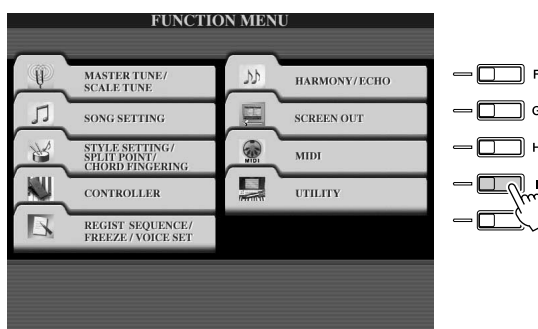 FUNCTION MENU
MASTER TUNE/
SCALE TUNE
SONG SETTING
STYLE SETTING/
SPLIT POINT/
CHORD FINGERING
CONTROLLER
REGIST SEQUENCE/
FREEZE / VOICE SET
HARMONY/ECHO
SCREEN OUT
MIDI
MIDI
UTILITY
F
G
H